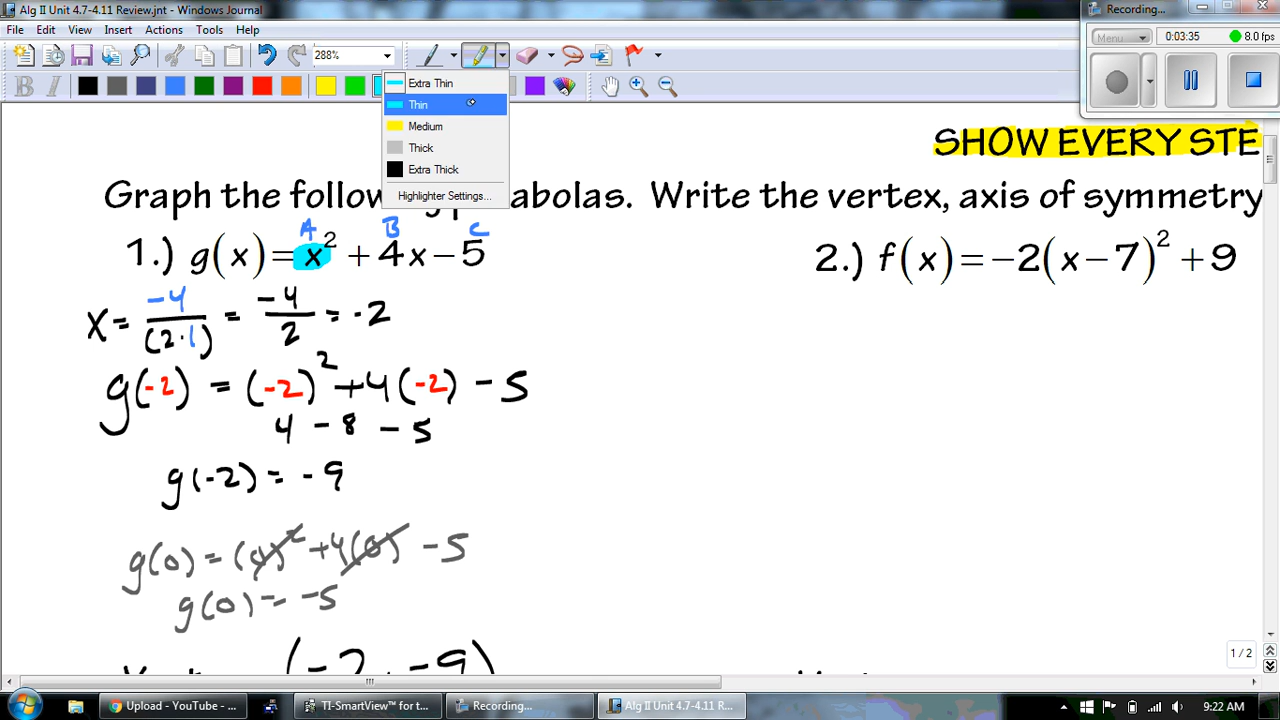 Alg II Unit 4.7-4.11 Review.jnt - Windows Journal
Recording...
File Edit View Insert Actions Tools Help
Menu
0:03:35
8.0 fps
288%
B I
Extra Thin
Thin
Medium
Thick
Extra Thick
Highlighter Settings...
SHOW EVERY STE
Graph the follow abolas. Write the vertex, axis of symmetry
A B C
1.) g(x)=x²+4x−5
2.) f(x)=−2(x−7)²+9
x = -4/(2·1) = -4/2 = -2
g(-2) = (-2)² + 4(-2) - 5
4 - 8 - 5
g(-2) = -9
g(0) = (0)² + 4(0) - 5
g(0) = -5
(-2, -9)
1 / 2
Upload - YouTube - ...
TI-SmartView™ for t...
Recording...
Alg II Unit 4.7-4.11 R...
9:22 AM